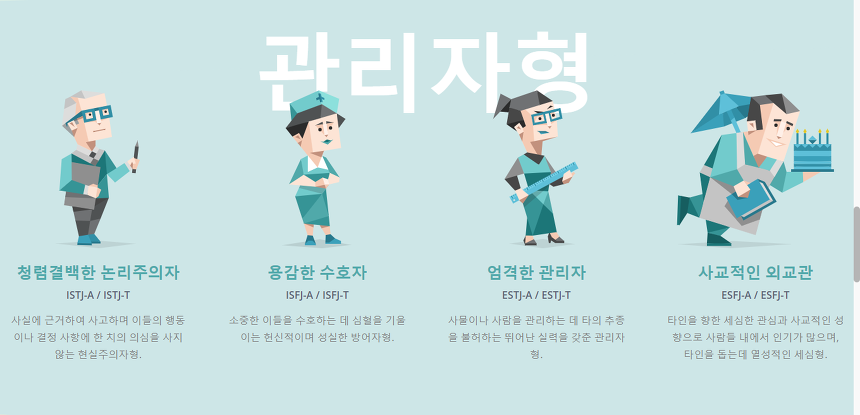 관리자형
청렴결백한 논리주의자
ISTJ-A / ISTJ-T
사실에 근거하여 사고하며 이들의 행동
이나 결정 사항에 한 치의 의심을 사지
않는 현실주의자형.
용감한 수호자
ISFJ-A / ISFJ-T
소중한 이들을 수호하는 데 심혈을 기울
이는 헌신적이며 성실한 방어자형.
엄격한 관리자
ESTJ-A / ESTJ-T
사물이나 사람을 관리하는 데 타의 추종
을 불허하는 뛰어난 실력을 갖춘 관리자
형.
사교적인 외교관
ESFJ-A / ESFJ-T
타인을 향한 세심한 관심과 사교적인 성
향으로 사람들 내에서 인기가 많으며,
타인을 돕는데 열성적인 세심형.